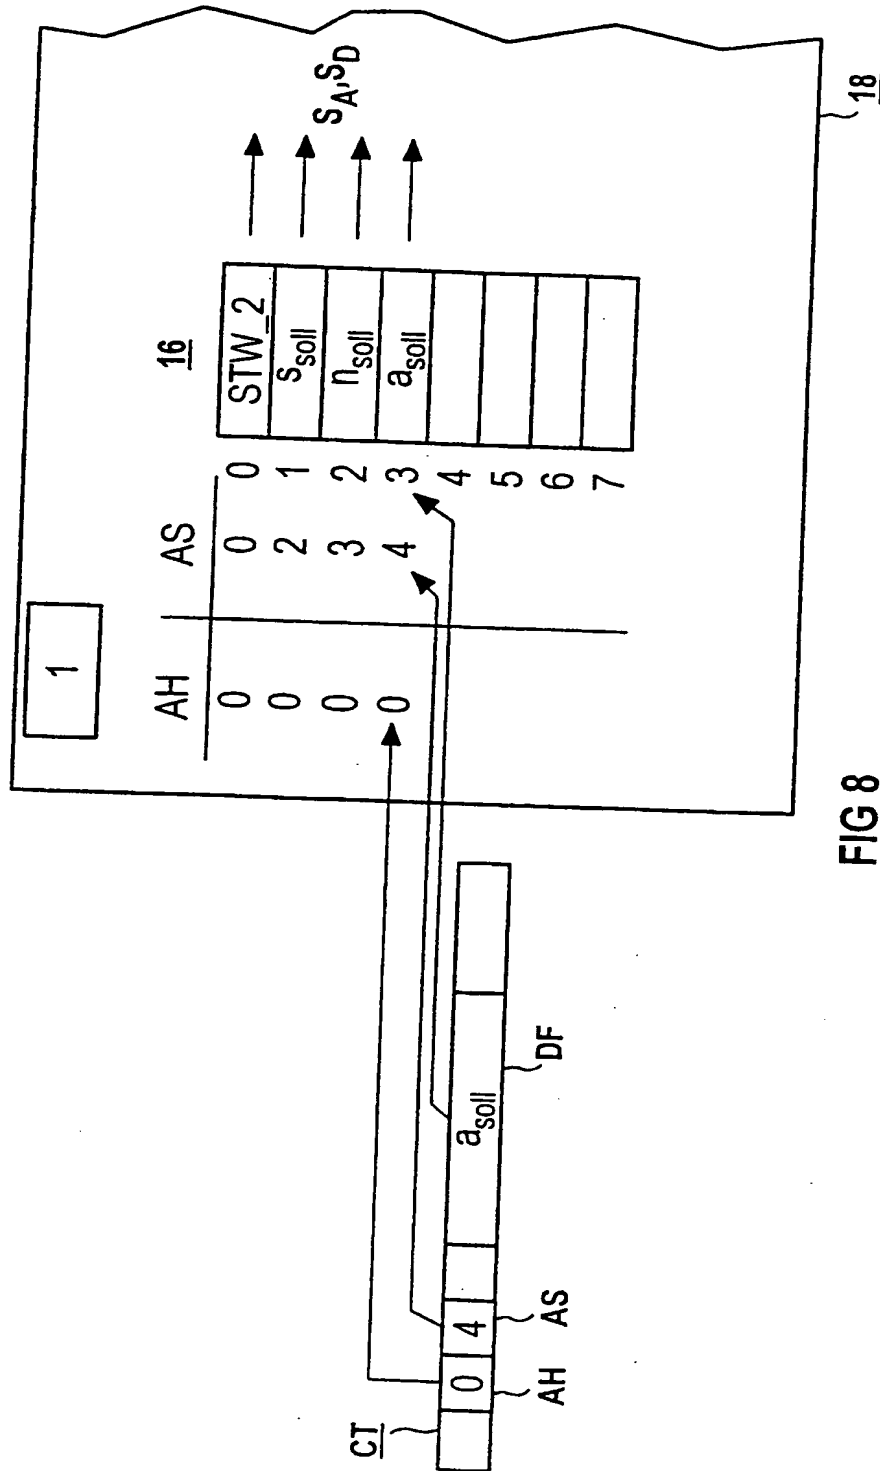 1
16
AH AS
0 0 0 STW_2
0 2 1 s_soll
0 3 2 n_soll
0 4 3 a_soll
4
5
6
7
S_A,S_D
18
CT 0 4 a_soll
AH AS DF
FIG 8